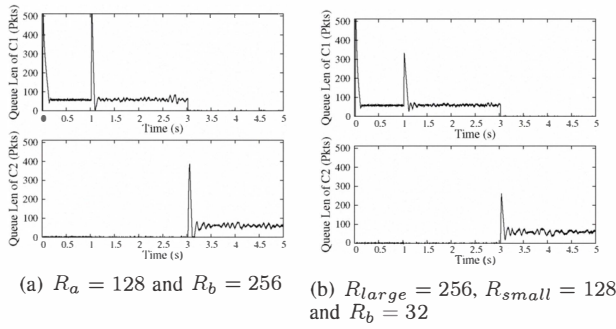 Queue Len of C1 (Pkts)
500
400
300
200
100
0
0 0.5 1 1.5 2 2.5 3 3.5 4 4.5 5
Time (s)
Queue Len of C2 (Pkts)
500
400
300
200
100
0
0 0.5 1 1.5 2 2.5 3 3.5 4 4.5 5
Time (s)
(a) R_a = 128 and R_b = 256
Queue Len of C1 (Pkts)
500
400
300
200
100
0
0 0.5 1 1.5 2 2.5 3 3.5 4 4.5 5
Time (s)
Queue Len of C2 (Pkts)
500
400
300
200
100
0
0 0.5 1 1.5 2 2.5 3 3.5 4 4.5 5
Time (s)
(b) R_large = 256, R_small = 128
and R_b = 32